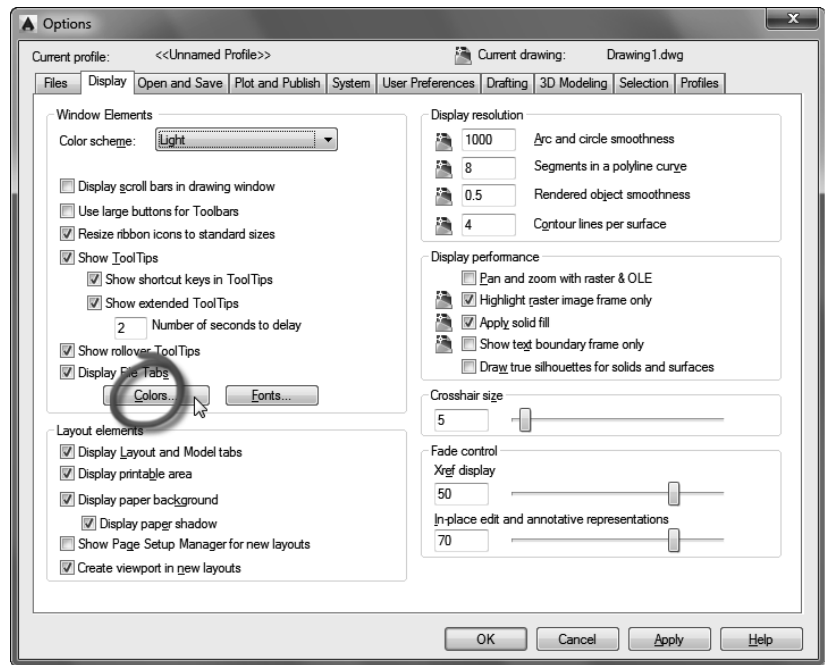 Options
Current profile: <<Unnamed Profile>> Current drawing: Drawing1.dwg
Files Display Open and Save Plot and Publish System User Preferences Drafting 3D Modeling Selection Profiles
Window Elements
Color scheme: Light
Display scroll bars in drawing window
Use large buttons for Toolbars
Resize ribbon icons to standard sizes
Show ToolTips
Show shortcut keys in ToolTips
Show extended ToolTips
2 Number of seconds to delay
Show rollover ToolTips
Display File Tabs
Colors... Fonts...
Layout elements
Display Layout and Model tabs
Display printable area
Display paper background
Display paper shadow
Show Page Setup Manager for new layouts
Create viewport in new layouts
Display resolution
1000 Arc and circle smoothness
8 Segments in a polyline curve
0.5 Rendered object smoothness
4 Contour lines per surface
Display performance
Pan and zoom with raster & OLE
Highlight raster image frame only
Apply solid fill
Show text boundary frame only
Draw true silhouettes for solids and surfaces
Crosshair size
5
Fade control
Xref display
50
In-place edit and annotative representations
70
OK Cancel Apply Help